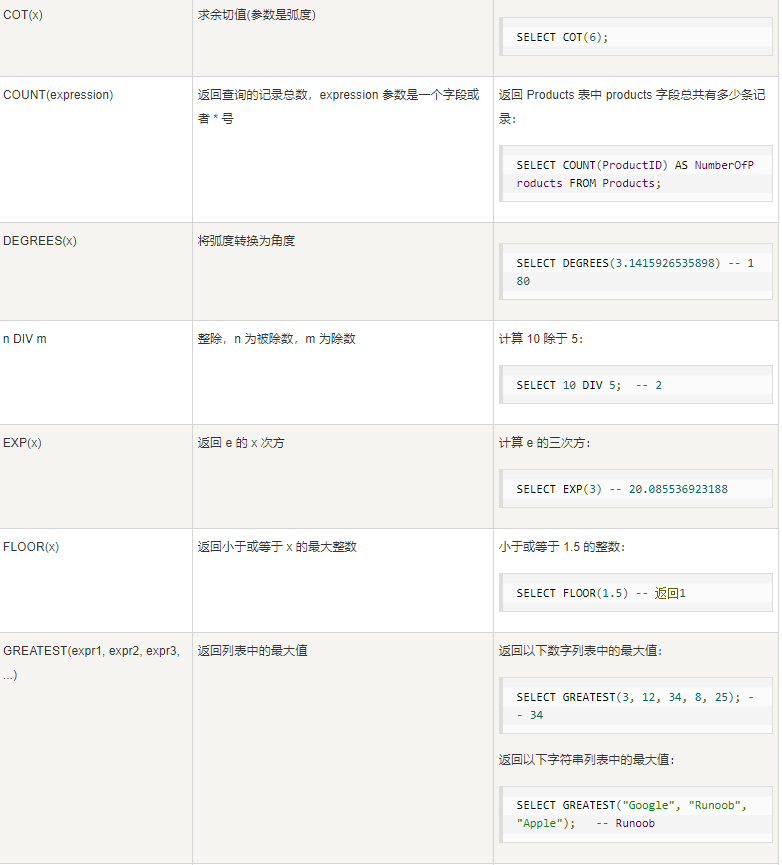 COT(x)
求余切值(参数是弧度)
SELECT COT(6);
COUNT(expression)
返回查询的记录总数，expression 参数是一个字段或
者 * 号
返回 Products 表中 products 字段总共有多少条记
录：
SELECT COUNT(ProductID) AS NumberOfP
roducts FROM Products;
DEGREES(x)
将弧度转换为角度
SELECT DEGREES(3.1415926535898) -- 1
80
n DIV m
整除，n 为被除数，m 为除数
计算 10 除于 5：
SELECT 10 DIV 5;  -- 2
EXP(x)
返回 e 的 x 次方
计算 e 的三次方：
SELECT EXP(3) -- 20.085536923188
FLOOR(x)
返回小于或等于 x 的最大整数
小于或等于 1.5 的整数：
SELECT FLOOR(1.5) -- 返回1
GREATEST(expr1, expr2, expr3,
...)
返回列表中的最大值
返回以下数字列表中的最大值：
SELECT GREATEST(3, 12, 34, 8, 25); -
- 34
返回以下字符串列表中的最大值：
SELECT GREATEST("Google", "Runoob",
"Apple");   -- Runoob